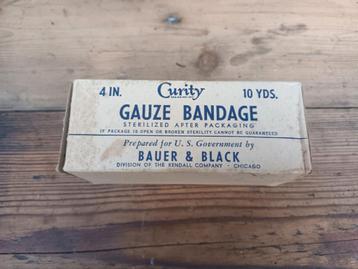 4 IN. Curity 10 YDS.
GAUZE BANDAGE
STERILIZED AFTER PACKAGING
IF PACKAGE IS OPEN OR BROKEN STERILITY CANNOT BE GUARANTEED
Prepared for U. S. Government by
BAUER & BLACK
DIVISION OF THE KENDALL COMPANY - CHICAGO